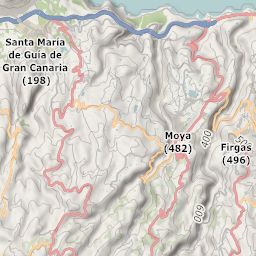 Santa María
de Guía de
Gran Canaria
(198)
Moya
(482)
400
Firgas
(496)
600